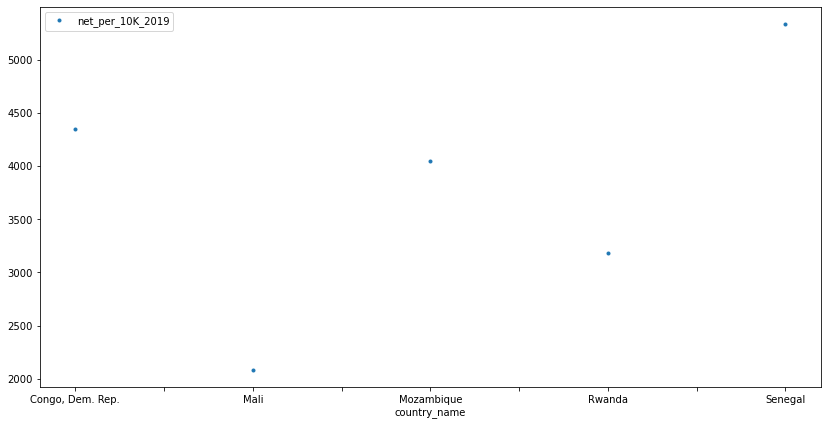 net_per_10K_2019
5000
4500
4000
3500
3000
2500
2000
Congo, Dem. Rep. Mali Mozambique Rwanda Senegal
country_name